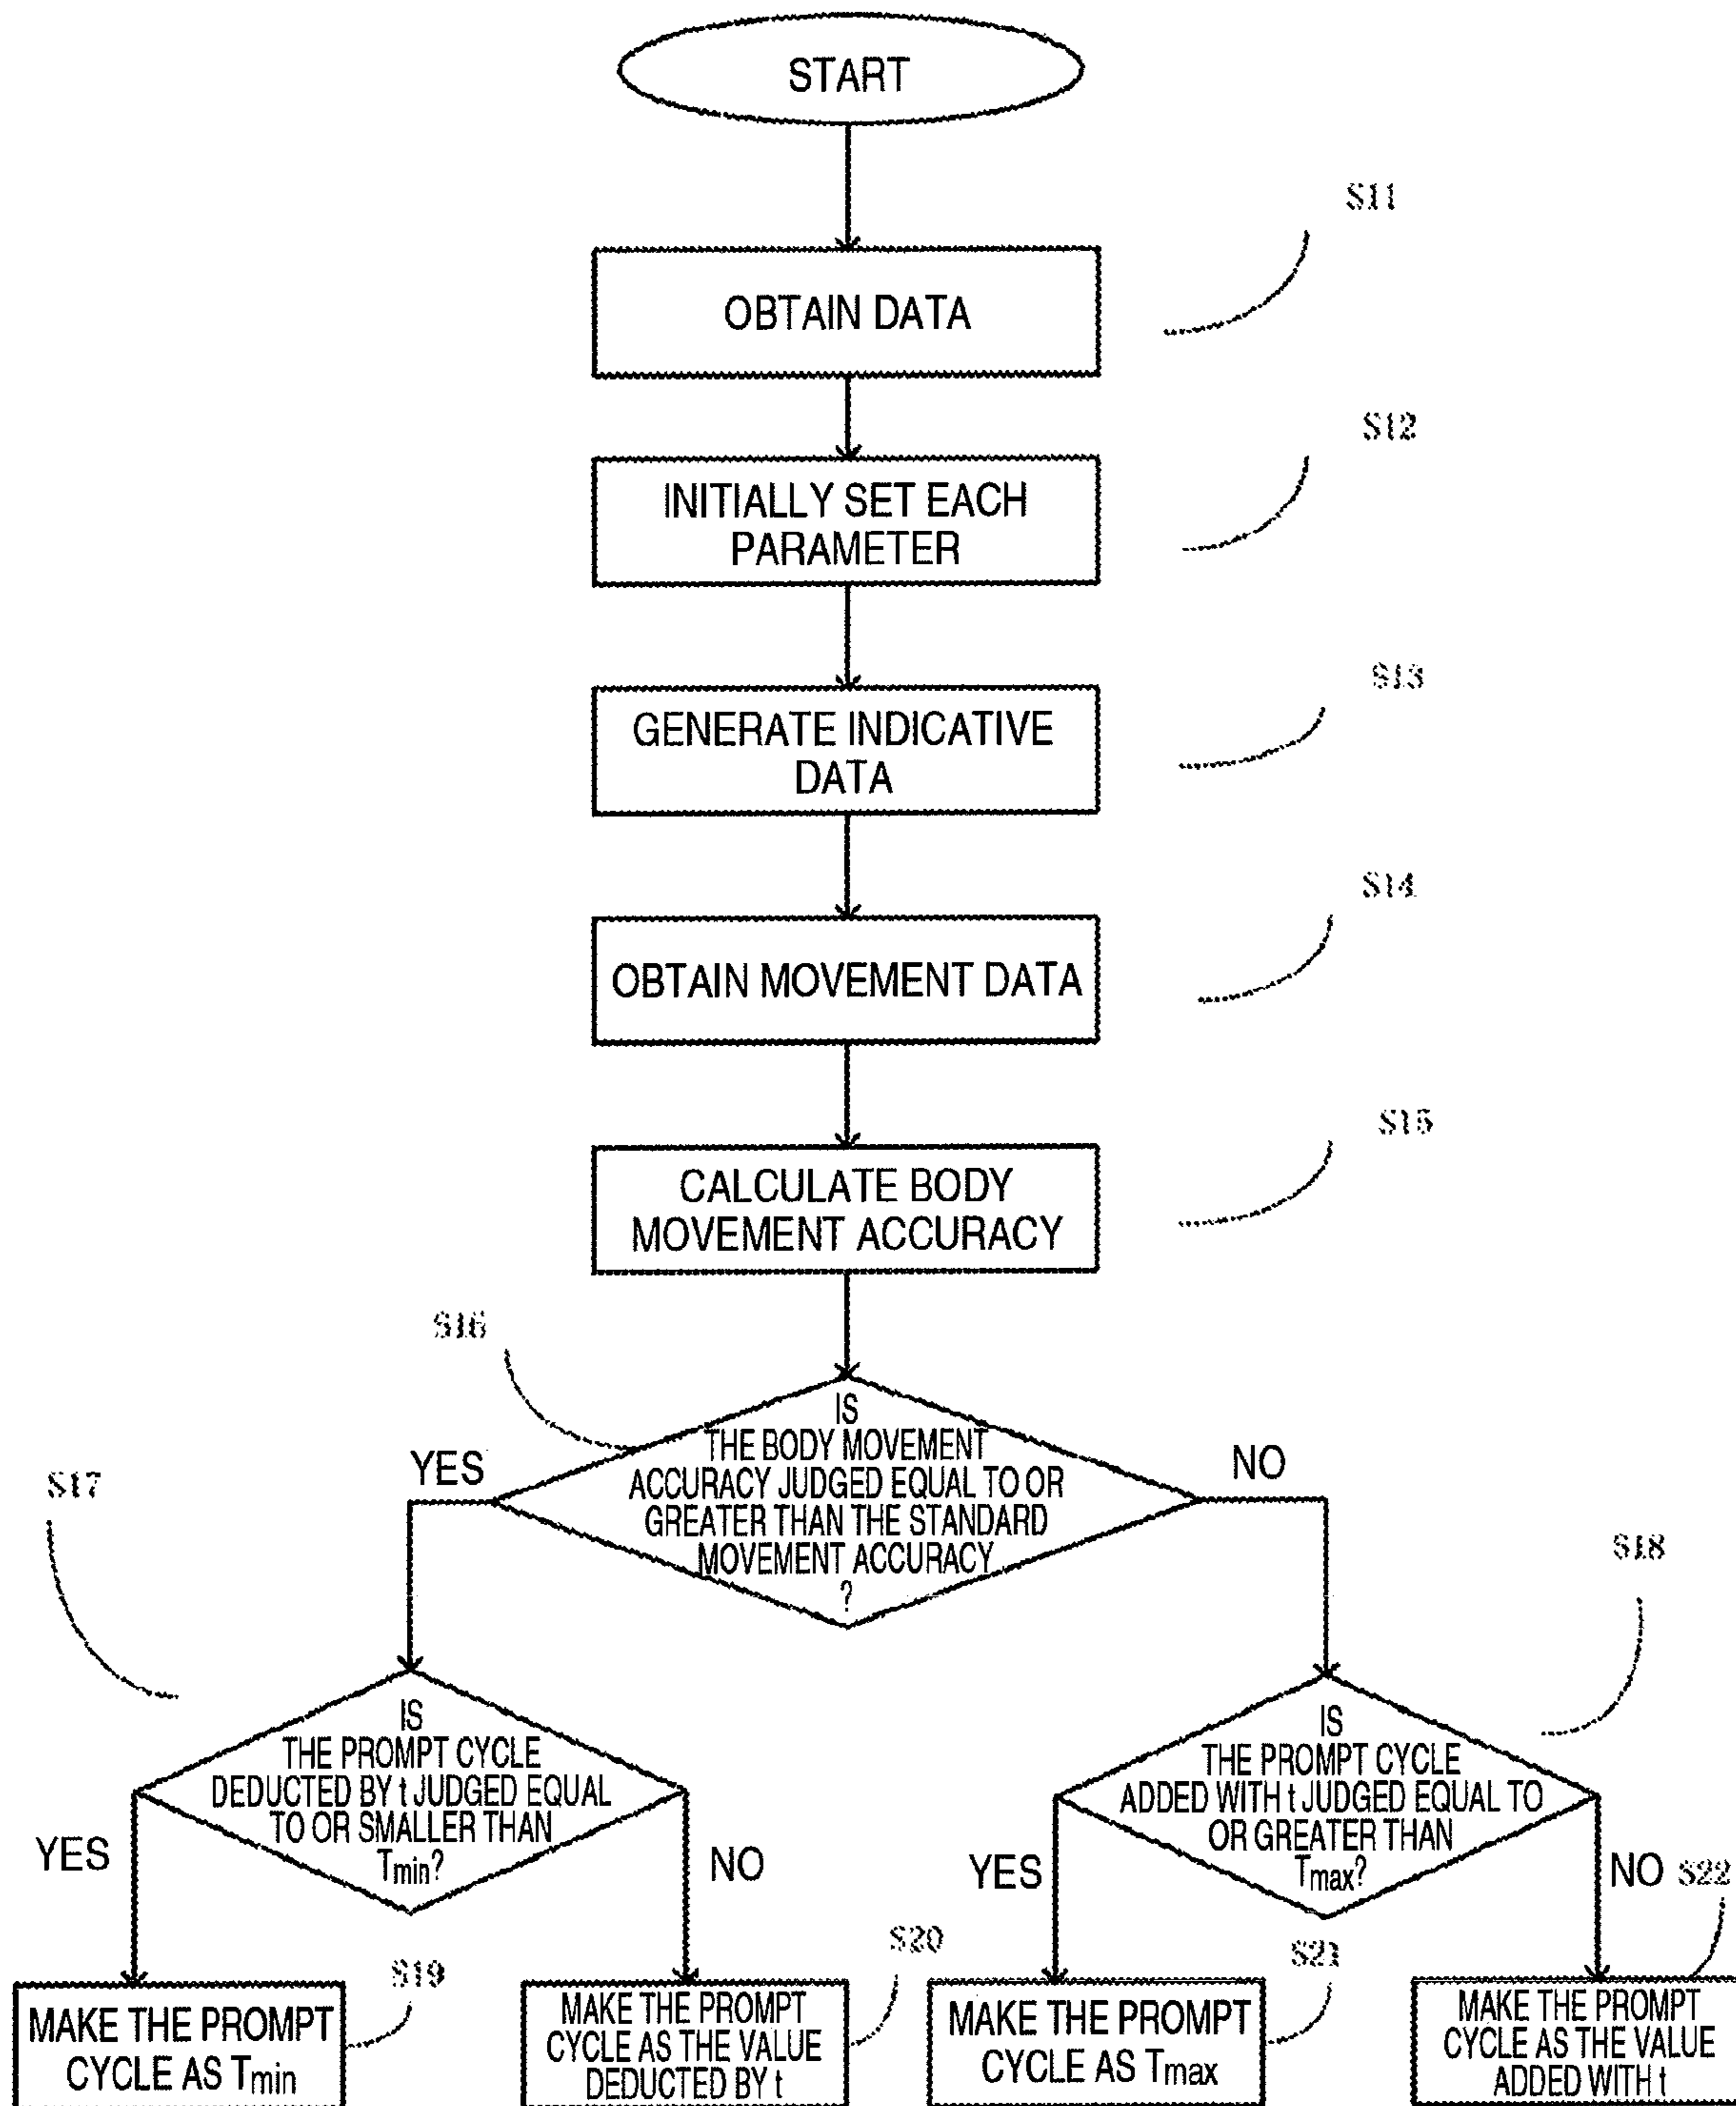 START
S11
OBTAIN DATA
S12
INITIALLY SET EACH
PARAMETER
S13
GENERATE INDICATIVE
DATA
S14
OBTAIN MOVEMENT DATA
S15
CALCULATE BODY
MOVEMENT ACCURACY
S16
IS
THE BODY MOVEMENT
ACCURACY JUDGED EQUAL TO OR
GREATER THAN THE STANDARD
MOVEMENT ACCURACY
?
YES
NO
S17
IS
THE PROMPT CYCLE
DEDUCTED BY t JUDGED EQUAL
TO OR SMALLER THAN
Tmin?
YES
NO
S18
IS
THE PROMPT CYCLE
ADDED WITH t JUDGED EQUAL TO
OR GREATER THAN
Tmax?
YES
NO
S19
MAKE THE PROMPT
CYCLE AS Tmin
S20
MAKE THE PROMPT
CYCLE AS THE VALUE
DEDUCTED BY t
S21
MAKE THE PROMPT
CYCLE AS Tmax
S22
MAKE THE PROMPT
CYCLE AS THE VALUE
ADDED WITH t